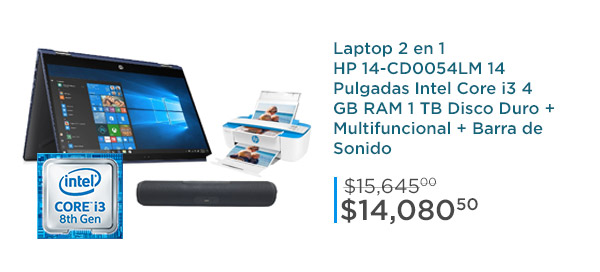 Laptop 2 en 1
HP 14-CD0054LM 14
Pulgadas Intel Core i3 4
GB RAM 1 TB Disco Duro +
Multifuncional + Barra de
Sonido
$15,645⁰⁰
$14,080⁵⁰
intel
CORE i3
8th Gen
hp